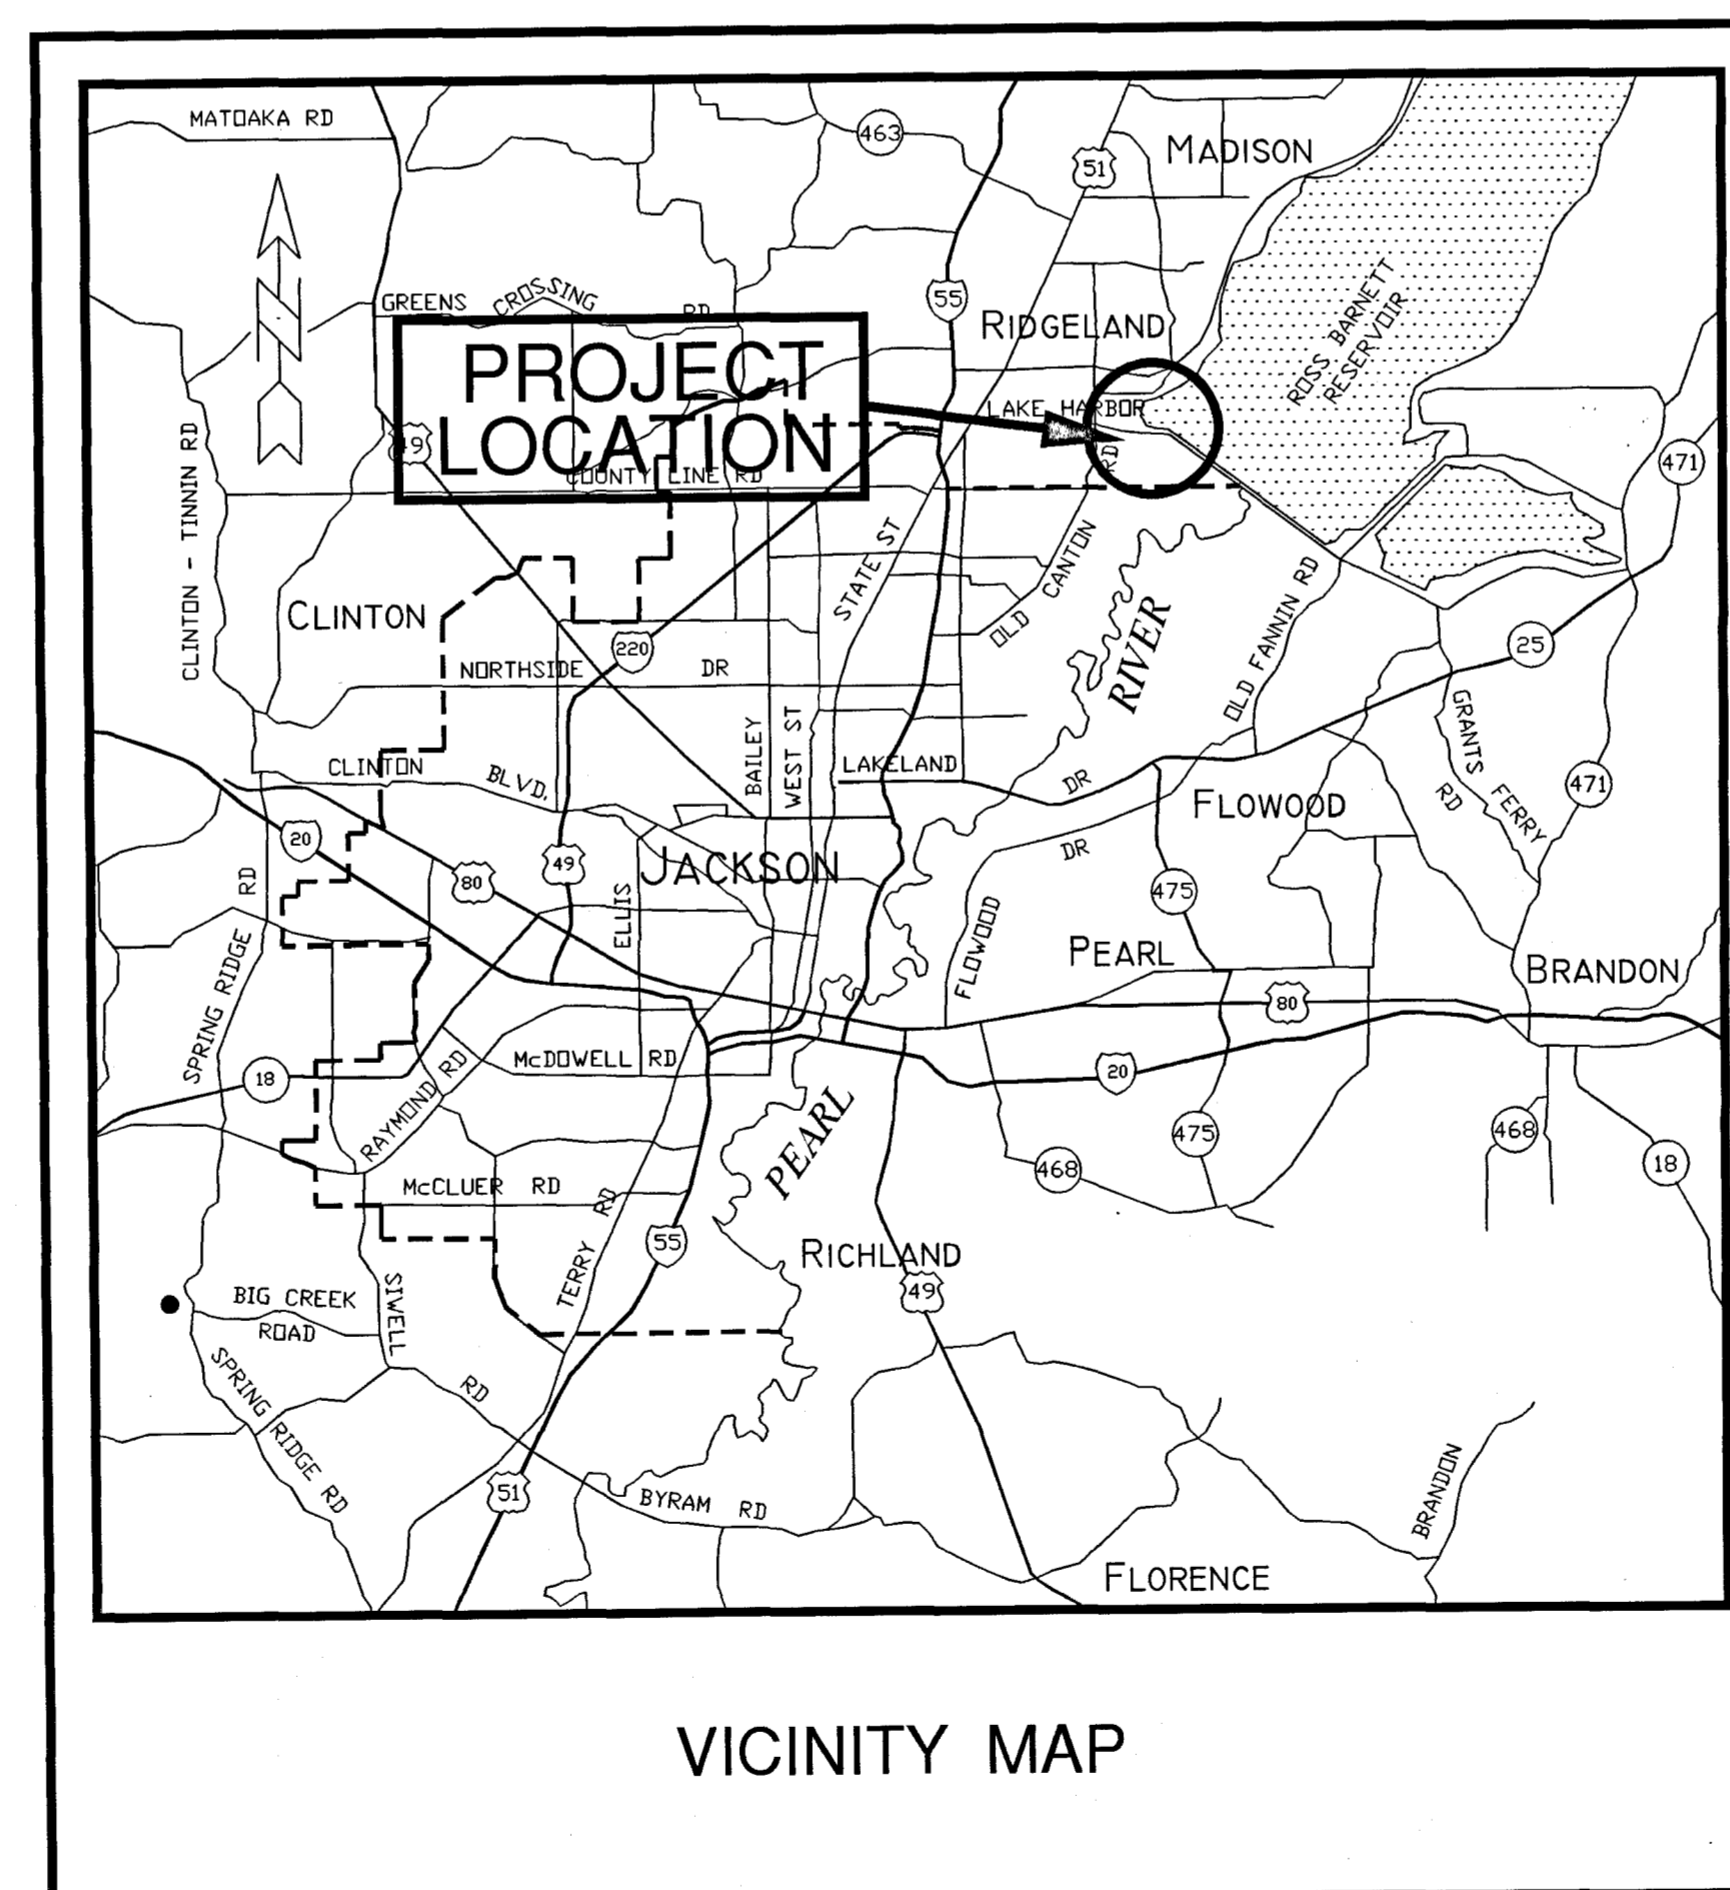 MATOAKA RD
463
51
MADISON
GREENS CROSSING RD
55
RIDGELAND
ROSS BARNETT
RESERVOIR
PROJECT
LOCATION
LAKE HARBOR
RD
49
COUNTY LINE RD
471
CLINTON - TINNIN RD
STATE ST
OLD CANTON
CLINTON
220
RIVER
OLD FANNIN RD
25
NORTHSIDE DR
GRANTS FERRY
RD
BAILEY
WEST ST
LAKELAND DR
CLINTON BLVD.
471
FLOWOOD
20
80
49
JACKSON
ELLIS
DR
475
RD
SPRING RIDGE
FLOWOOD
PEARL
BRANDON
80
McDOWELL RD
18
RAYMOND RD
20
PEARL
475
468
468
18
McCLUER RD
TERRY RD
55
RICHLAND
49
BIG CREEK
ROAD
SIWELL
RD
SPRING RIDGE RD
51
BYRAM RD
BRANDON
FLORENCE
VICINITY MAP